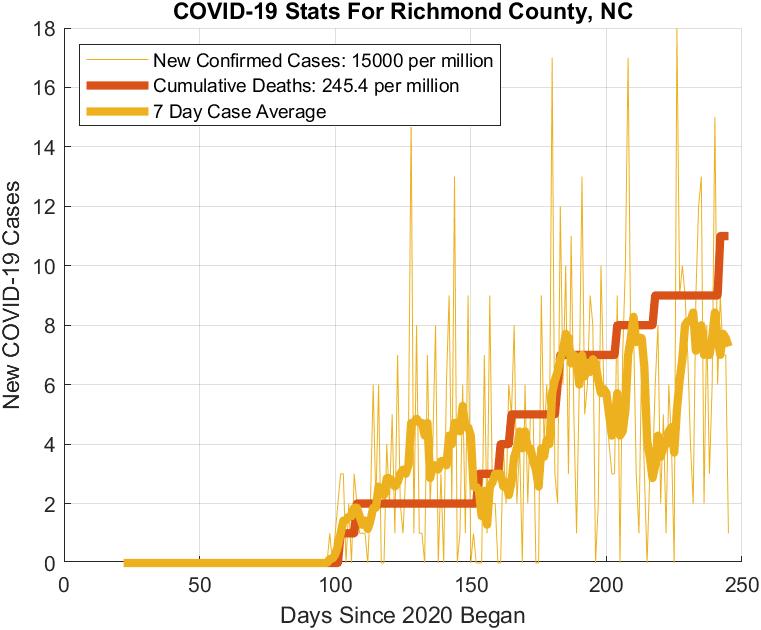 COVID-19 Stats For Richmond County, NC
New Confirmed Cases: 15000 per million
Cumulative Deaths: 245.4 per million
7 Day Case Average
New COVID-19 Cases
18
16
14
12
10
8
6
4
2
0
0 50 100 150 200 250
Days Since 2020 Began